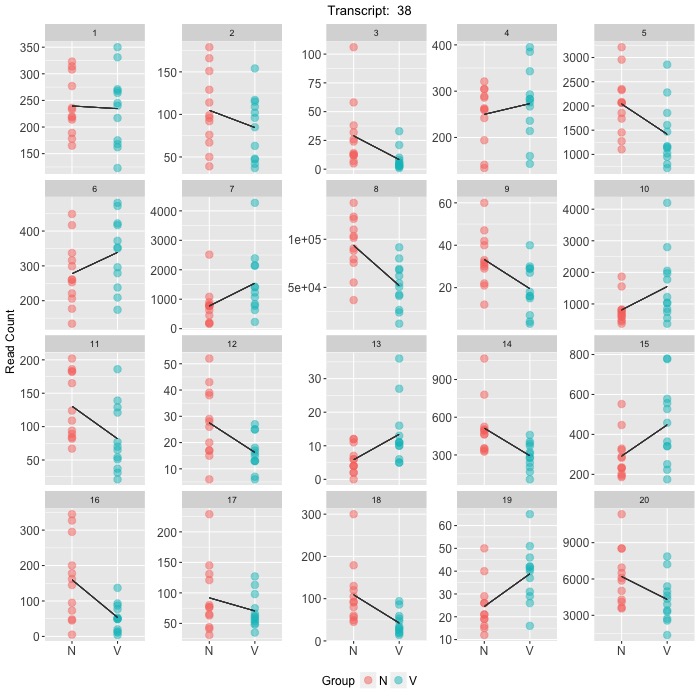 Transcript: 38
1 2 3 4 5
350 300 250 200 150
150 100 50
100 75 50 25 0
400 300 200
3000 2500 2000 1500 1000
6 7 8 9 10
400 300 200
4000 3000 2000 1000 0
1e+05 5e+04
60 40 20
4000 3000 2000 1000
Read Count
11 12 13 14 15
200 150 100 50
50 40 30 20 10
30 20 10 0
900 600 300
800 600 400 200
16 17 18 19 20
300 200 100 0
200 150 100 50
300 200 100 0
60 50 40 30 20 10
9000 6000 3000
N V N V N V N V N V
Group N V